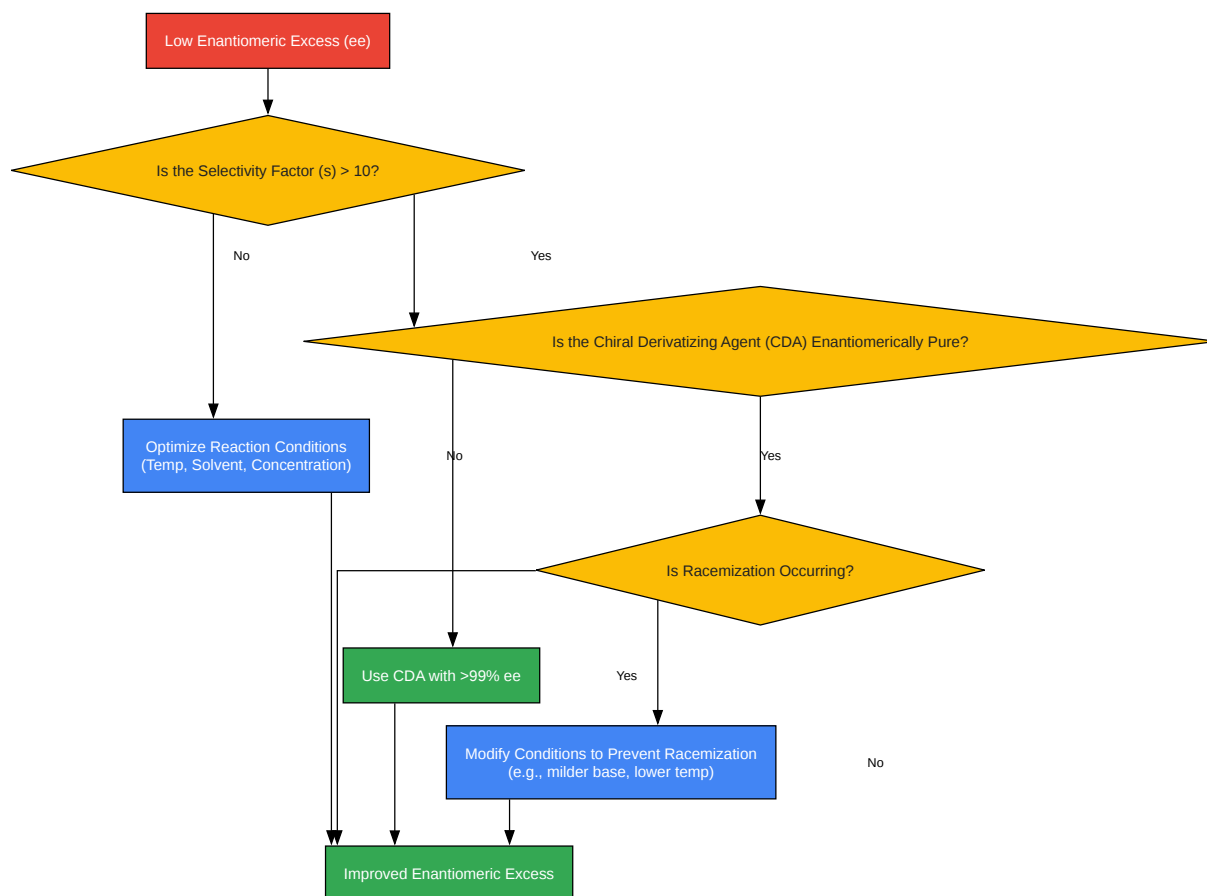 Low Enantiomeric Excess (ee)
Is the Selectivity Factor (s) > 10?
No
Yes
Is the Chiral Derivatizing Agent (CDA) Enantiomerically Pure?
Optimize Reaction Conditions
(Temp, Solvent, Concentration)
No
Yes
Is Racemization Occurring?
Use CDA with >99% ee
Yes
Modify Conditions to Prevent Racemization
(e.g., milder base, lower temp)
No
Improved Enantiomeric Excess